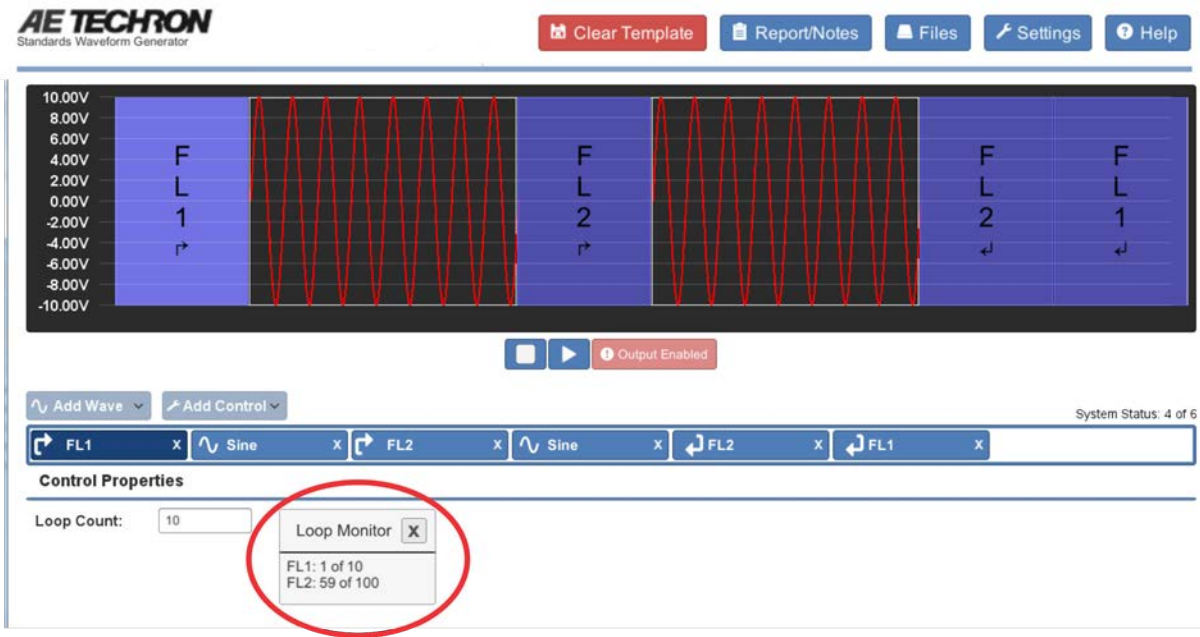 AE TECHRON
Standards Waveform Generator
Clear Template
Report/Notes
Files
Settings
Help
10.00V
8.00V
6.00V
4.00V
2.00V
0.00V
-2.00V
-4.00V
-6.00V
-8.00V
-10.00V
F
L
1
F
L
2
F
L
2
F
L
1
Output Enabled
Add Wave
Add Control
System Status: 4 of 6
FL1 x
Sine x
FL2 x
Sine x
FL2 x
FL1 x
Control Properties
Loop Count: 10
Loop Monitor X
FL1: 1 of 10
FL2: 59 of 100